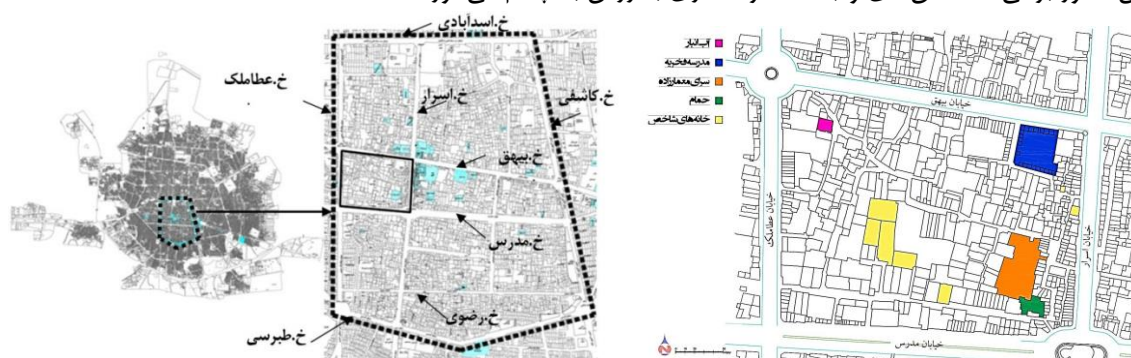 خ.اسدآبادی
خ.عطاملک
خ.اسرار
خ.کاشفی
خ.بیهق
خ.مدرس
خ.رضوی
خ.طبرسی
آب انبار
مدرسه فخریه
سرای معمارزاده
حمام
خانه‌های شاخص
خیابان بیهق
خیابان عطاملک
خیابان اسرار
خیابان مدرس